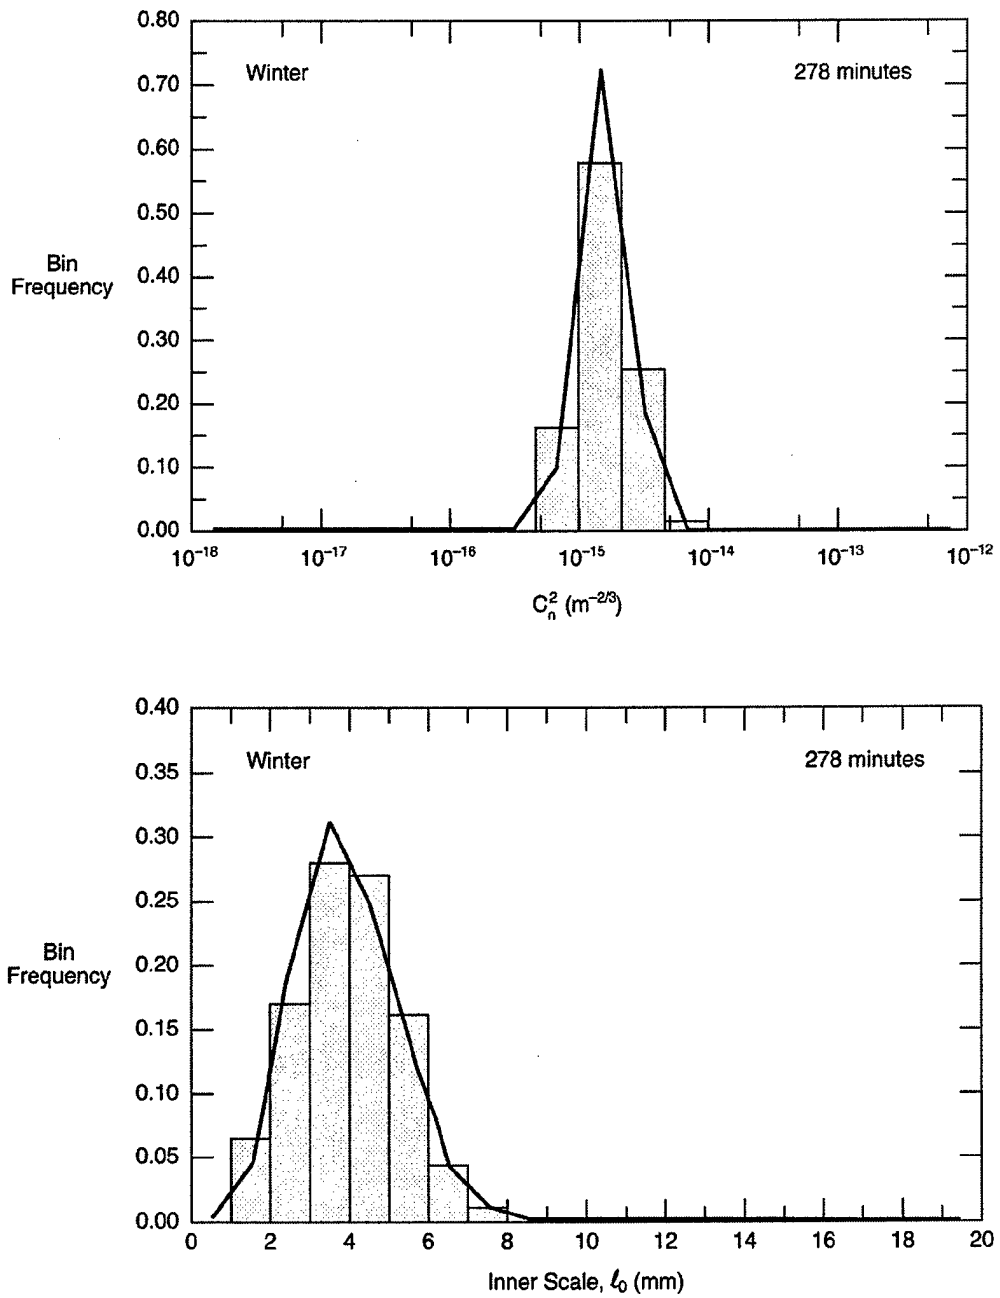 0.80
Winter 278 minutes
0.70
0.60
0.50
Bin
Frequency
0.40
0.30
0.20
0.10
0.00
10⁻¹⁸ 10⁻¹⁷ 10⁻¹⁶ 10⁻¹⁵ 10⁻¹⁴ 10⁻¹³ 10⁻¹²
Cₙ² (m⁻²ᐟ³)
0.40
Winter 278 minutes
0.35
0.30
0.25
0.20
Bin
Frequency
0.15
0.10
0.05
0.00
0 2 4 6 8 10 12 14 16 18 20
Inner Scale, ℓ₀ (mm)